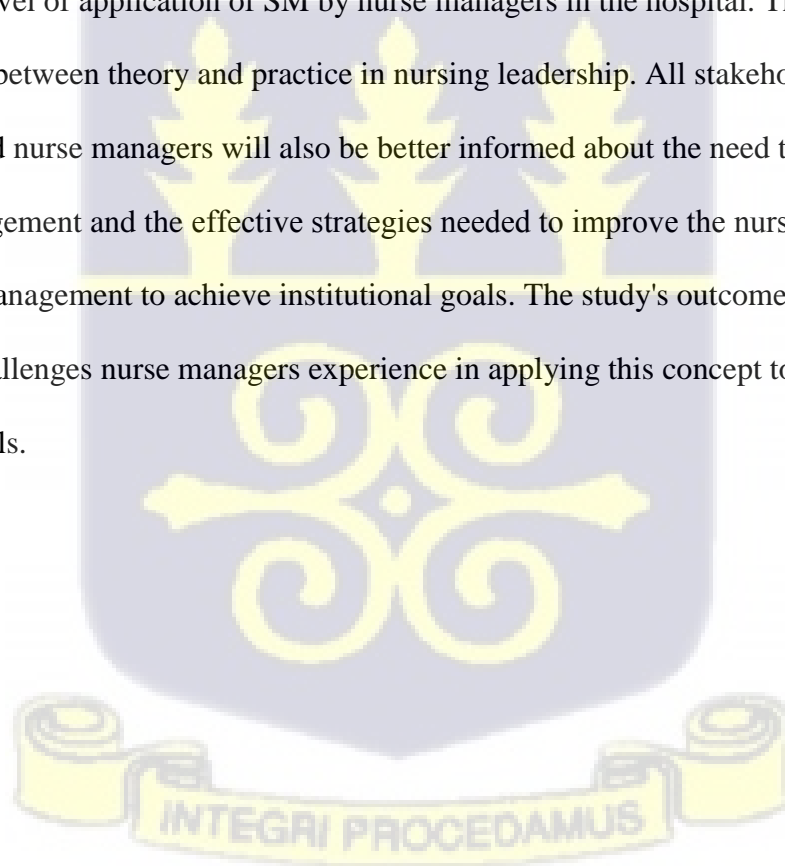 vel of application of SM by nurse managers in the hospital. T
between theory and practice in nursing leadership. All stakeho
d nurse managers will also be better informed about the need t
gement and the effective strategies needed to improve the nurs
anagement to achieve institutional goals. The study's outcome
allenges nurse managers experience in applying this concept to
ls.
INTEGRI PROCEDAMUS